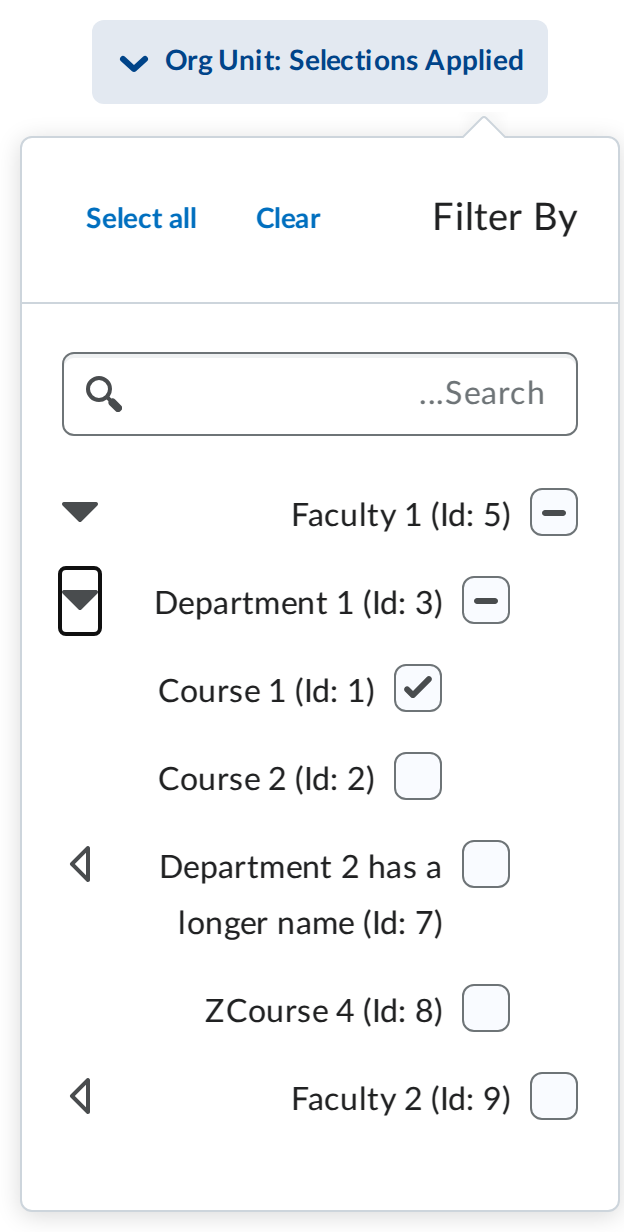 Org Unit: Selections Applied
Filter By
Clear
Select all
...Search
Faculty 1 (Id: 5)
Department 1 (Id: 3)
Course 1 (Id: 1)
Course 2 (Id: 2)
Department 2 has a
longer name (Id: 7)
ZCourse 4 (Id: 8)
Faculty 2 (Id: 9)